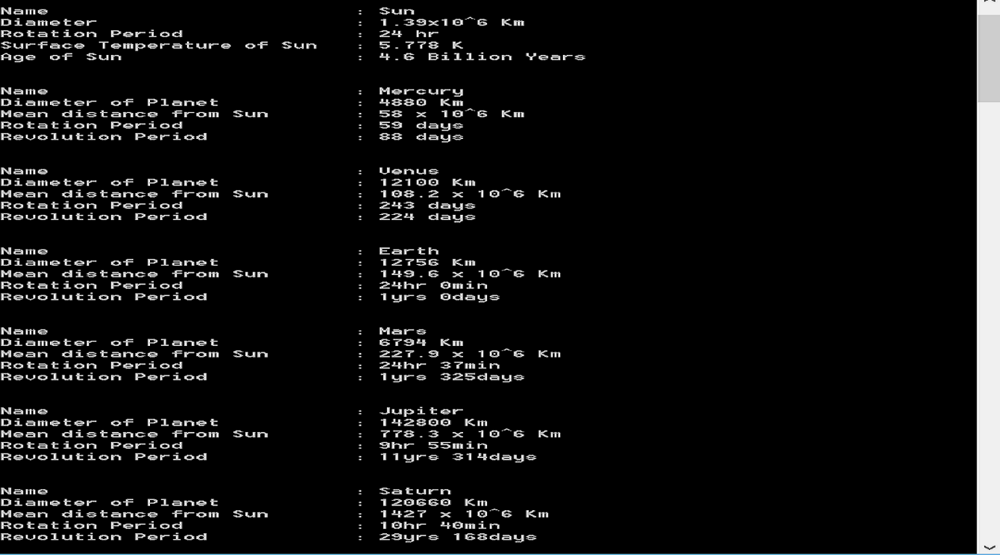 Name : Sun
Diameter : 1.39x10^6 Km
Rotation Period : 24 hr
Surface Temperature of Sun : 5.778 K
Age of Sun : 4.6 Billion Years
Name : Mercury
Diameter of Planet : 4880 Km
Mean distance from Sun : 58 x 10^6 Km
Rotation Period : 59 days
Revolution Period : 88 days
Name : Venus
Diameter of Planet : 12100 Km
Mean distance from Sun : 108.2 x 10^6 Km
Rotation Period : 243 days
Revolution Period : 224 days
Name : Earth
Diameter of Planet : 12756 Km
Mean distance from Sun : 149.6 x 10^6 Km
Rotation Period : 24hr 0min
Revolution Period : 1yrs 0days
Name : Mars
Diameter of Planet : 6794 Km
Mean distance from Sun : 227.9 x 10^6 Km
Rotation Period : 24hr 37min
Revolution Period : 1yrs 325days
Name : Jupiter
Diameter of Planet : 142800 Km
Mean distance from Sun : 778.3 x 10^6 Km
Rotation Period : 9hr 55min
Revolution Period : 11yrs 314days
Name : Saturn
Diameter of Planet : 120660 Km
Mean distance from Sun : 1427 x 10^6 Km
Rotation Period : 10hr 40min
Revolution Period : 29yrs 168days